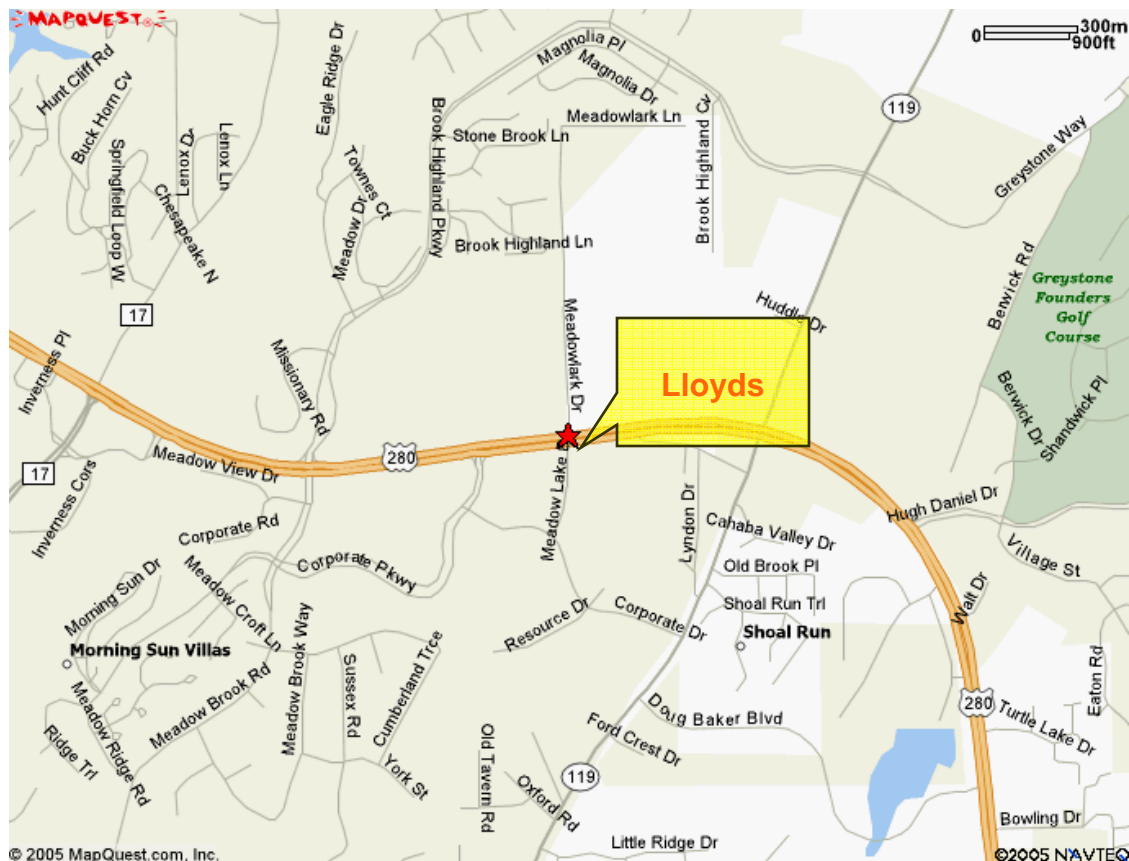 MAPQUEST
300m
0
900ft
Magnolia Pl
Magnolia Dr
Hunt Cliff Rd
Buck Horn Cv
Eagle Ridge Dr
Brook Highland Pkwy
Stone Brook Ln
Meadowlark Ln
Brook Highland Cv
119
Greystone Way
Springfield Loop W
Lenox Dr
Lenox Ln
Chesapeake N
Townes Ct
Meadow Dr
Brook Highland Ln
Berwick Rd
Greystone
Founders
Golf
Course
17
Huddle Dr
Meadowlark Dr
Inverness Pl
Missionary Rd
Lloyds
Berwick Dr
Shandwick Pl
280
17
Meadow View Dr
Meadow Lake
Lyndon Dr
Hugh Daniel Dr
Inverness Cors
Corporate Rd
Cahaba Valley Dr
Village St
Corporate Pkwy
Old Brook Pl
Morning Sun Dr
Meadow Croft Ln
Walt Dr
Shoal Run Trl
Resource Dr
Corporate Dr
Shoal Run
Morning Sun Villas
Meadow Brook Way
Sussex Rd
Cumberland Trce
Eaton Rd
Meadow Brook Rd
Meadow Ridge Rd
Ridge Trl
280
Turtle Lake Dr
Doug Baker Blvd
Ford Crest Dr
York St
Old Tavern Rd
Oxford Rd
119
Bowling Dr
Little Ridge Dr
© 2005 MapQuest.com, Inc.
©2005 NAVTEQ